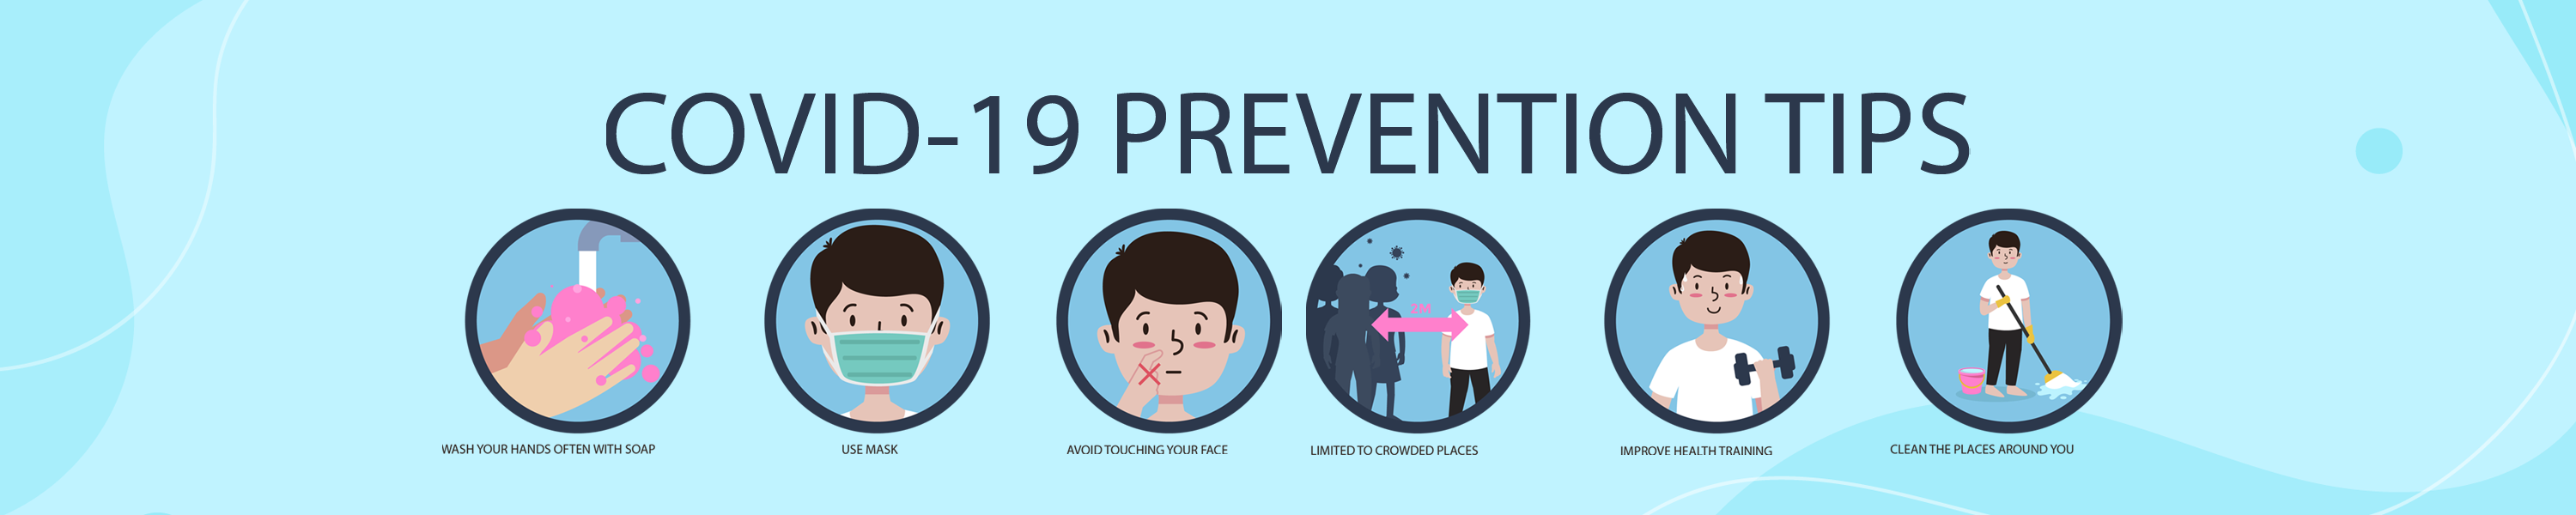 COVID-19 PREVENTION TIPS
2M
WASH YOUR HANDS OFTEN WITH SOAP
USE MASK
AVOID TOUCHING YOUR FACE
LIMITED TO CROWDED PLACES
IMPROVE HEALTH TRAINING
CLEAN THE PLACES AROUND YOU